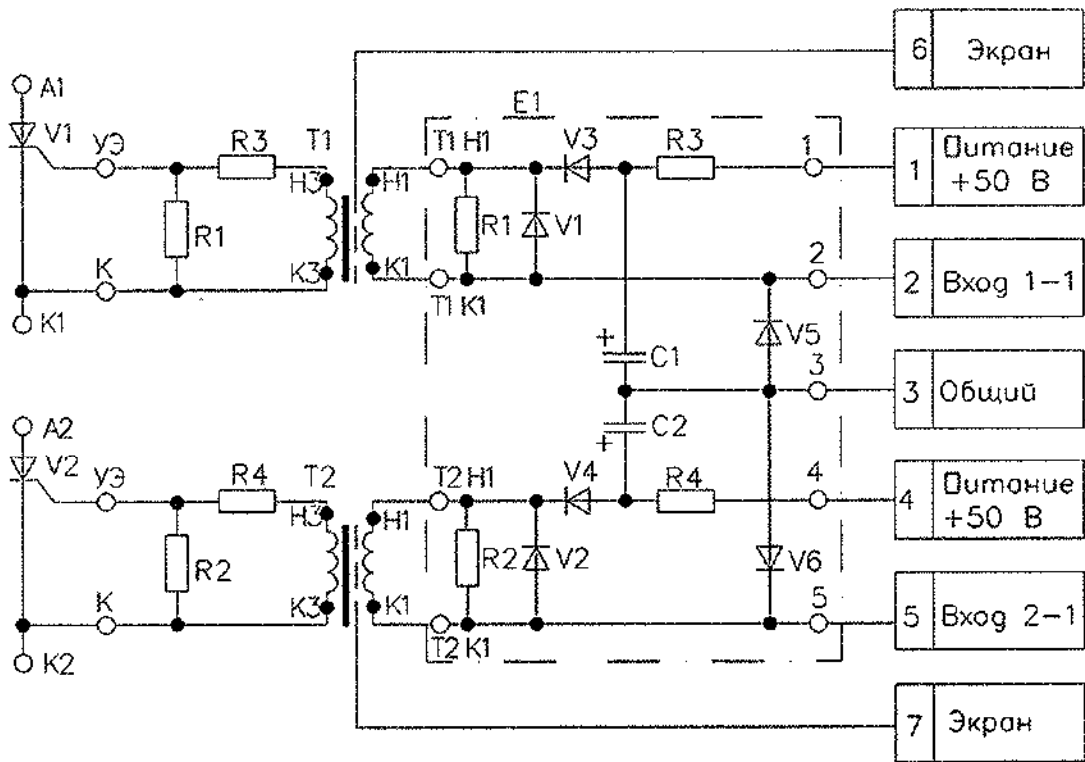 6 Экран
A1
E1
V1
УЭ
R3
T1
T1 H1
V3
R3
1
1 Питание
+50 В
H3
H1
R1
R1
V1
K3
K1
2
К
T1 K1
2 Вход 1-1
K1
V5
+
C1
3
3 Общий
A2
+
C2
V2
УЭ
R4
T2
T2 H1
V4
R4
4
4 Питание
+50 В
H3
H1
R2
R2
V2
V6
K3
K1
5
К
T2 K1
5 Вход 2-1
K2
7 Экран